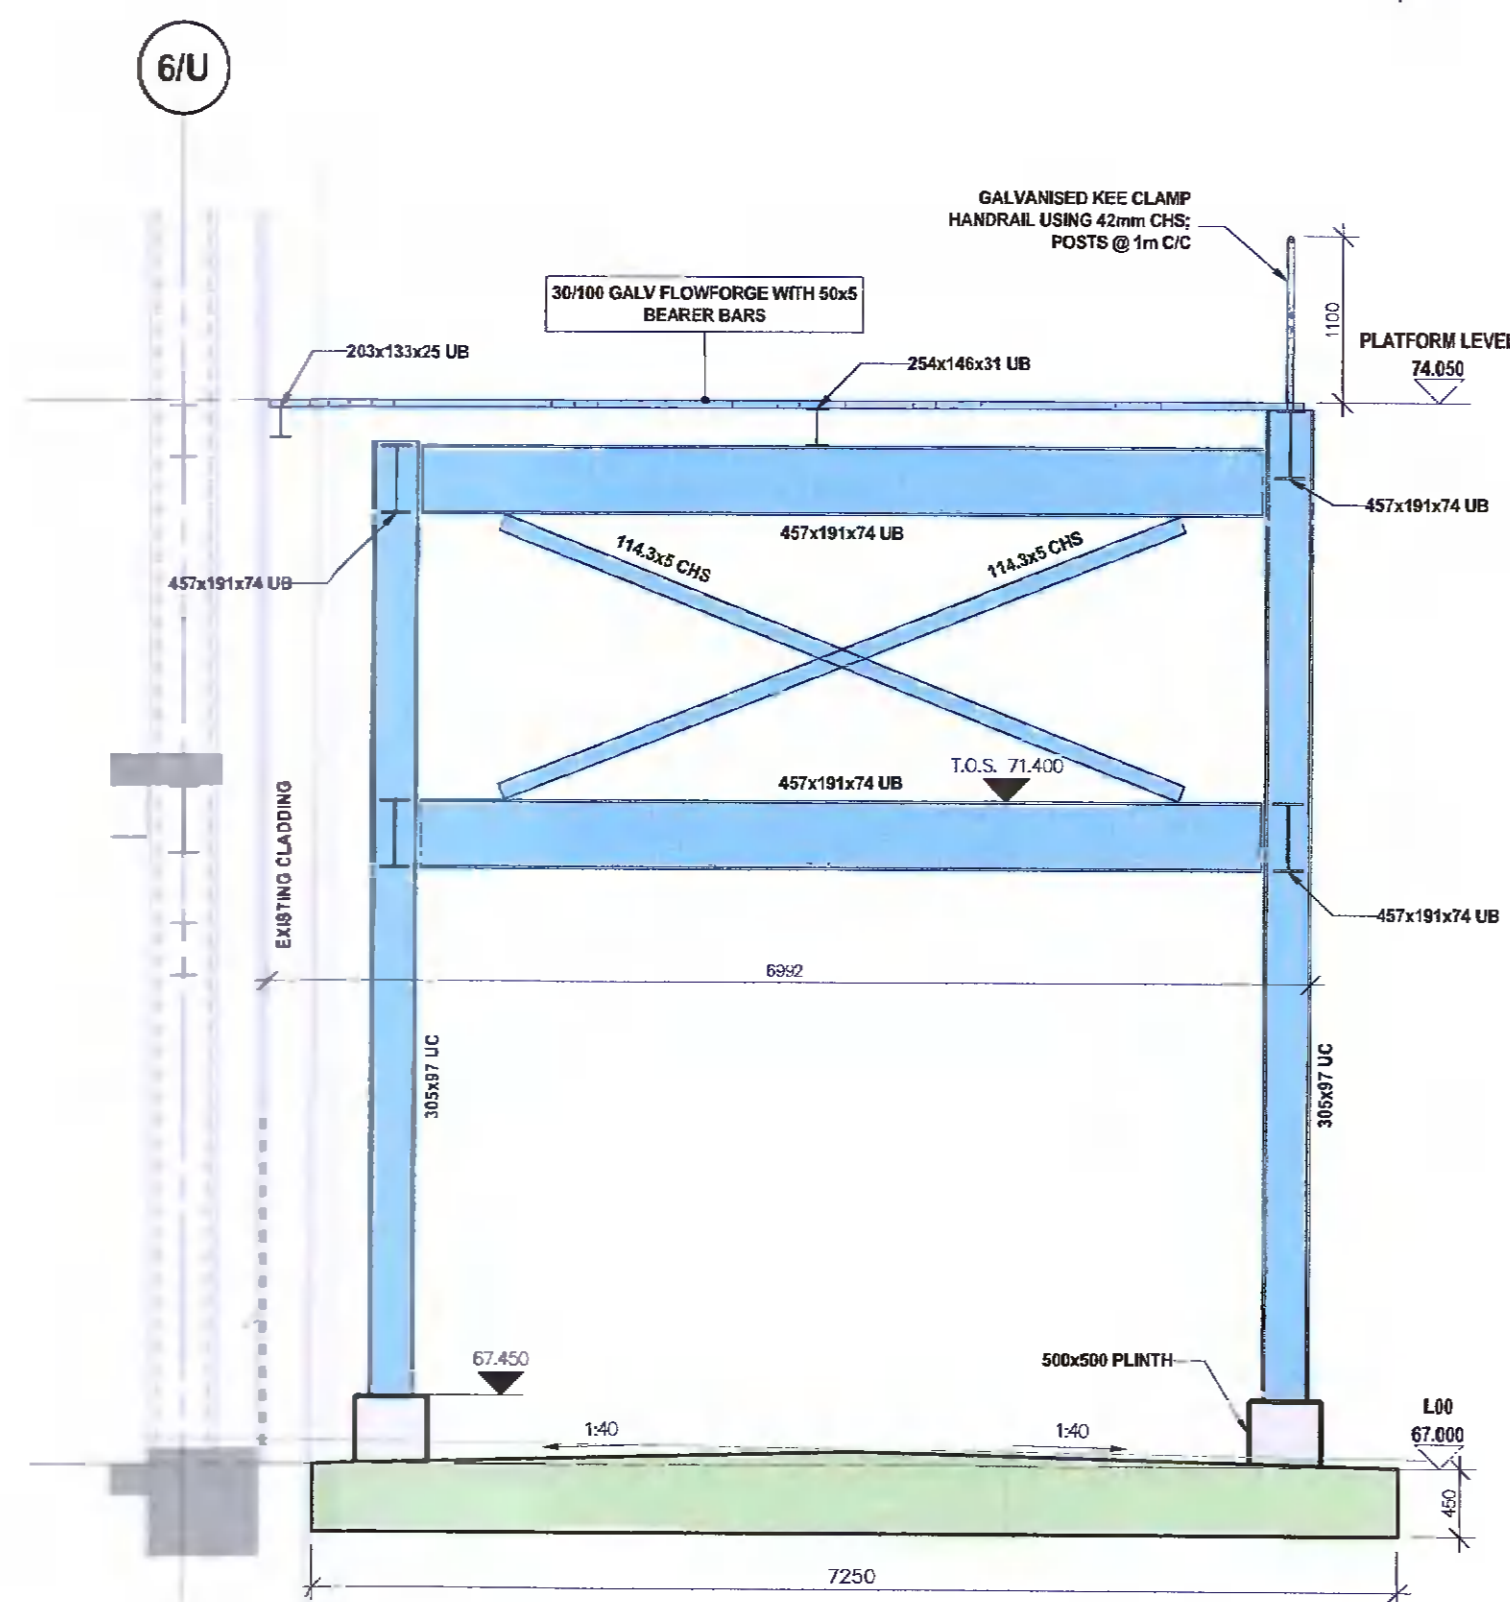 6/U
GALVANISED KEE CLAMP
HANDRAIL USING 42mm CHS;
POSTS @ 1m C/C
30/100 GALV FLOWFORGE WITH 50x5
BEARER BARS
1100
PLATFORM LEVEL
74.050
203x133x25 UB
254x146x31 UB
457x191x74 UB
457x191x74 UB
114.3x5 CHS
114.3x5 CHS
457x191x74 UB
T.O.S. 71.400
457x191x74 UB
EXISTING CLADDING
457x191x74 UB
6992
305x97 UC
305x97 UC
67.450
500x500 PLINTH
1:40
1:40
L00
67.000
450
7250